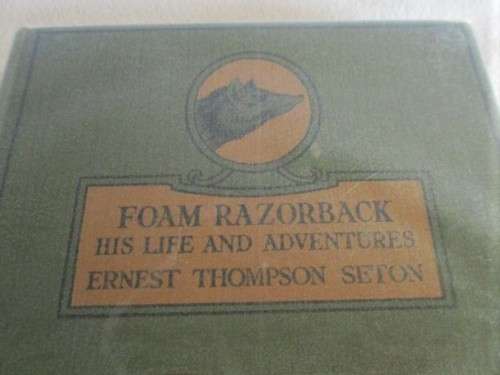 FOAM RAZORBACK
HIS LIFE AND ADVENTURES
ERNEST THOMPSON SETON